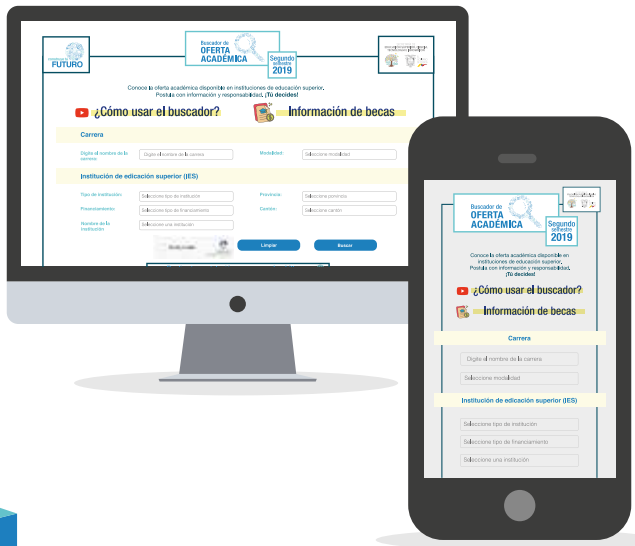 FUTURO
Buscador de
OFERTA
ACADÉMICA
Segundo
semestre
2019
Conoce la oferta académica disponible en instituciones de educación superior.
Postula con información y responsabilidad. ¡Tú decides!
¿Cómo usar el buscador?
Información de becas
Carrera
Digite el nombre de la
carrera
Digite el nombre de la carrera
Modalidad:
Seleccione modalidad
Institución de edicación superior (IES)
Tipo de institución:
Seleccione tipo de institución
Provincia:
Seleccione provincia
Financiamiento:
Seleccione tipo de financiamiento
Cantón:
Seleccione cantón
Nombre de la
institución
Seleccione una institución
Limpiar
Buscar
Buscador de
OFERTA
ACADÉMICA
Segundo
semestre
2019
Conoce la oferta académica disponible en
instituciones de educación superior.
Postula con información y responsabilidad.
¡Tú decides!
¿Cómo usar el buscador?
Información de becas
Carrera
Digite el nombre de la carrera
Seleccione modalidad
Institución de edicación superior (IES)
Seleccione tipo de institución
Seleccione tipo de financiamiento
Seleccione una institución